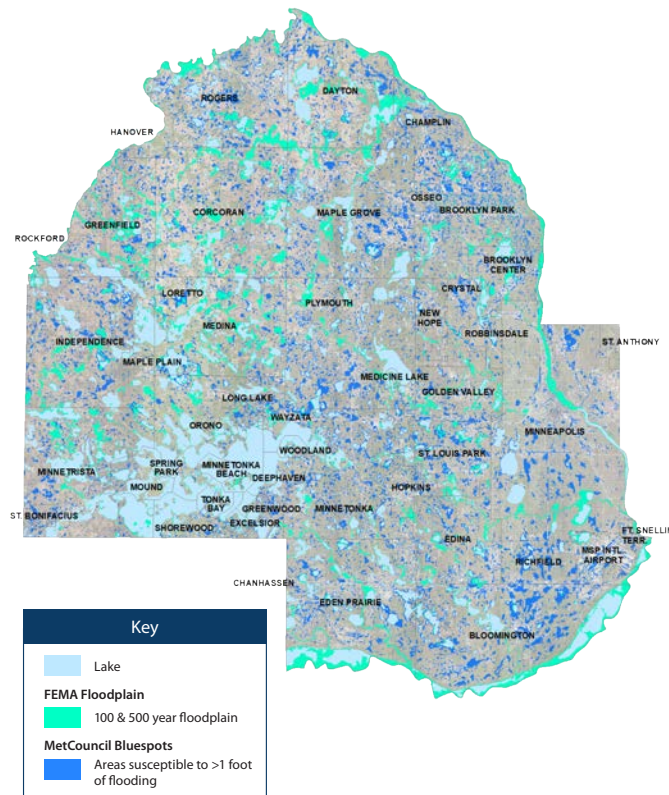 ROGERS
DAYTON
CHAMPLIN
HANOVER
OSSEO
CORCORAN
MAPLE GROVE
BROOKLYN PARK
GREENFIELD
ROCKFORD
BROOKLYN
CENTER
LORETTO
CRYSTAL
PLYMOUTH
NEW
HOPE
MEDINA
ROBBINSDALE
INDEPENDENCE
ST. ANTHONY
MAPLE PLAIN
MEDICINE LAKE
GOLDEN VALLEY
LONG LAKE
WAYZATA
ORONO
MINNEAPOLIS
WOODLAND
ST. LOUIS PARK
SPRING
PARK
MINNETONKA
BEACH
MINNETRISTA
DEEPHAVEN
MOUND
HOPKINS
TONKA
BAY
GREENWOOD
MINNETONKA
ST. BONIFACIUS
EXCELSIOR
SHOREWOOD
FT. SNELLIN
TERR.
EDINA
MSP INTL.
AIRPORT
RICHFIELD
CHANHASSEN
EDEN PRAIRIE
BLOOMINGTON
Key
Lake
FEMA Floodplain
100 & 500 year floodplain
MetCouncil Bluespots
Areas susceptible to >1 foot
of flooding